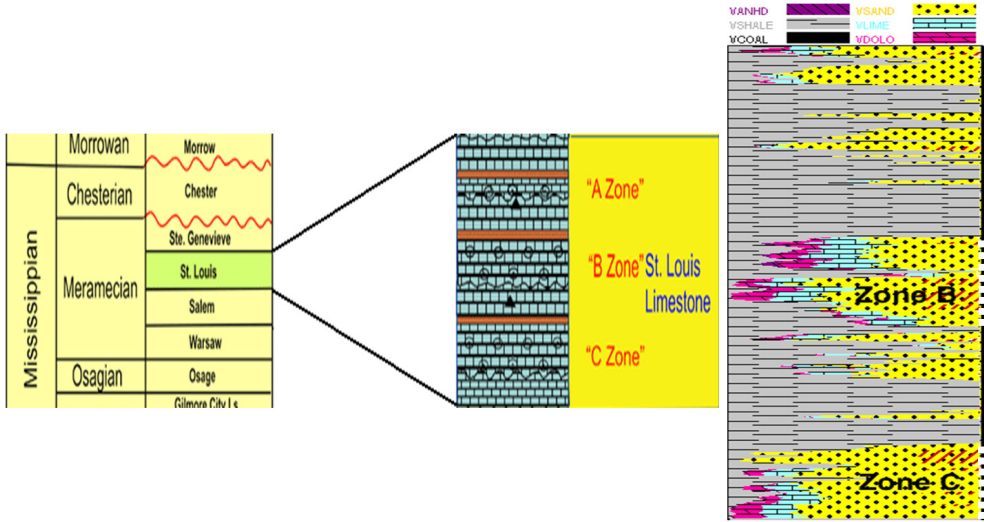 VANHD VSAND
VSHALE VLIME
VCOAL VDOLO
Morrowan Morrow
Chesterian Chester
Mississippian
Meramecian
Ste. Genevieve
St. Louis
Salem
Warsaw
Osagian Osage
Gilmore City Ls
"A Zone"
"B Zone" St. Louis
Limestone
"C Zone"
Zone B
Zone C